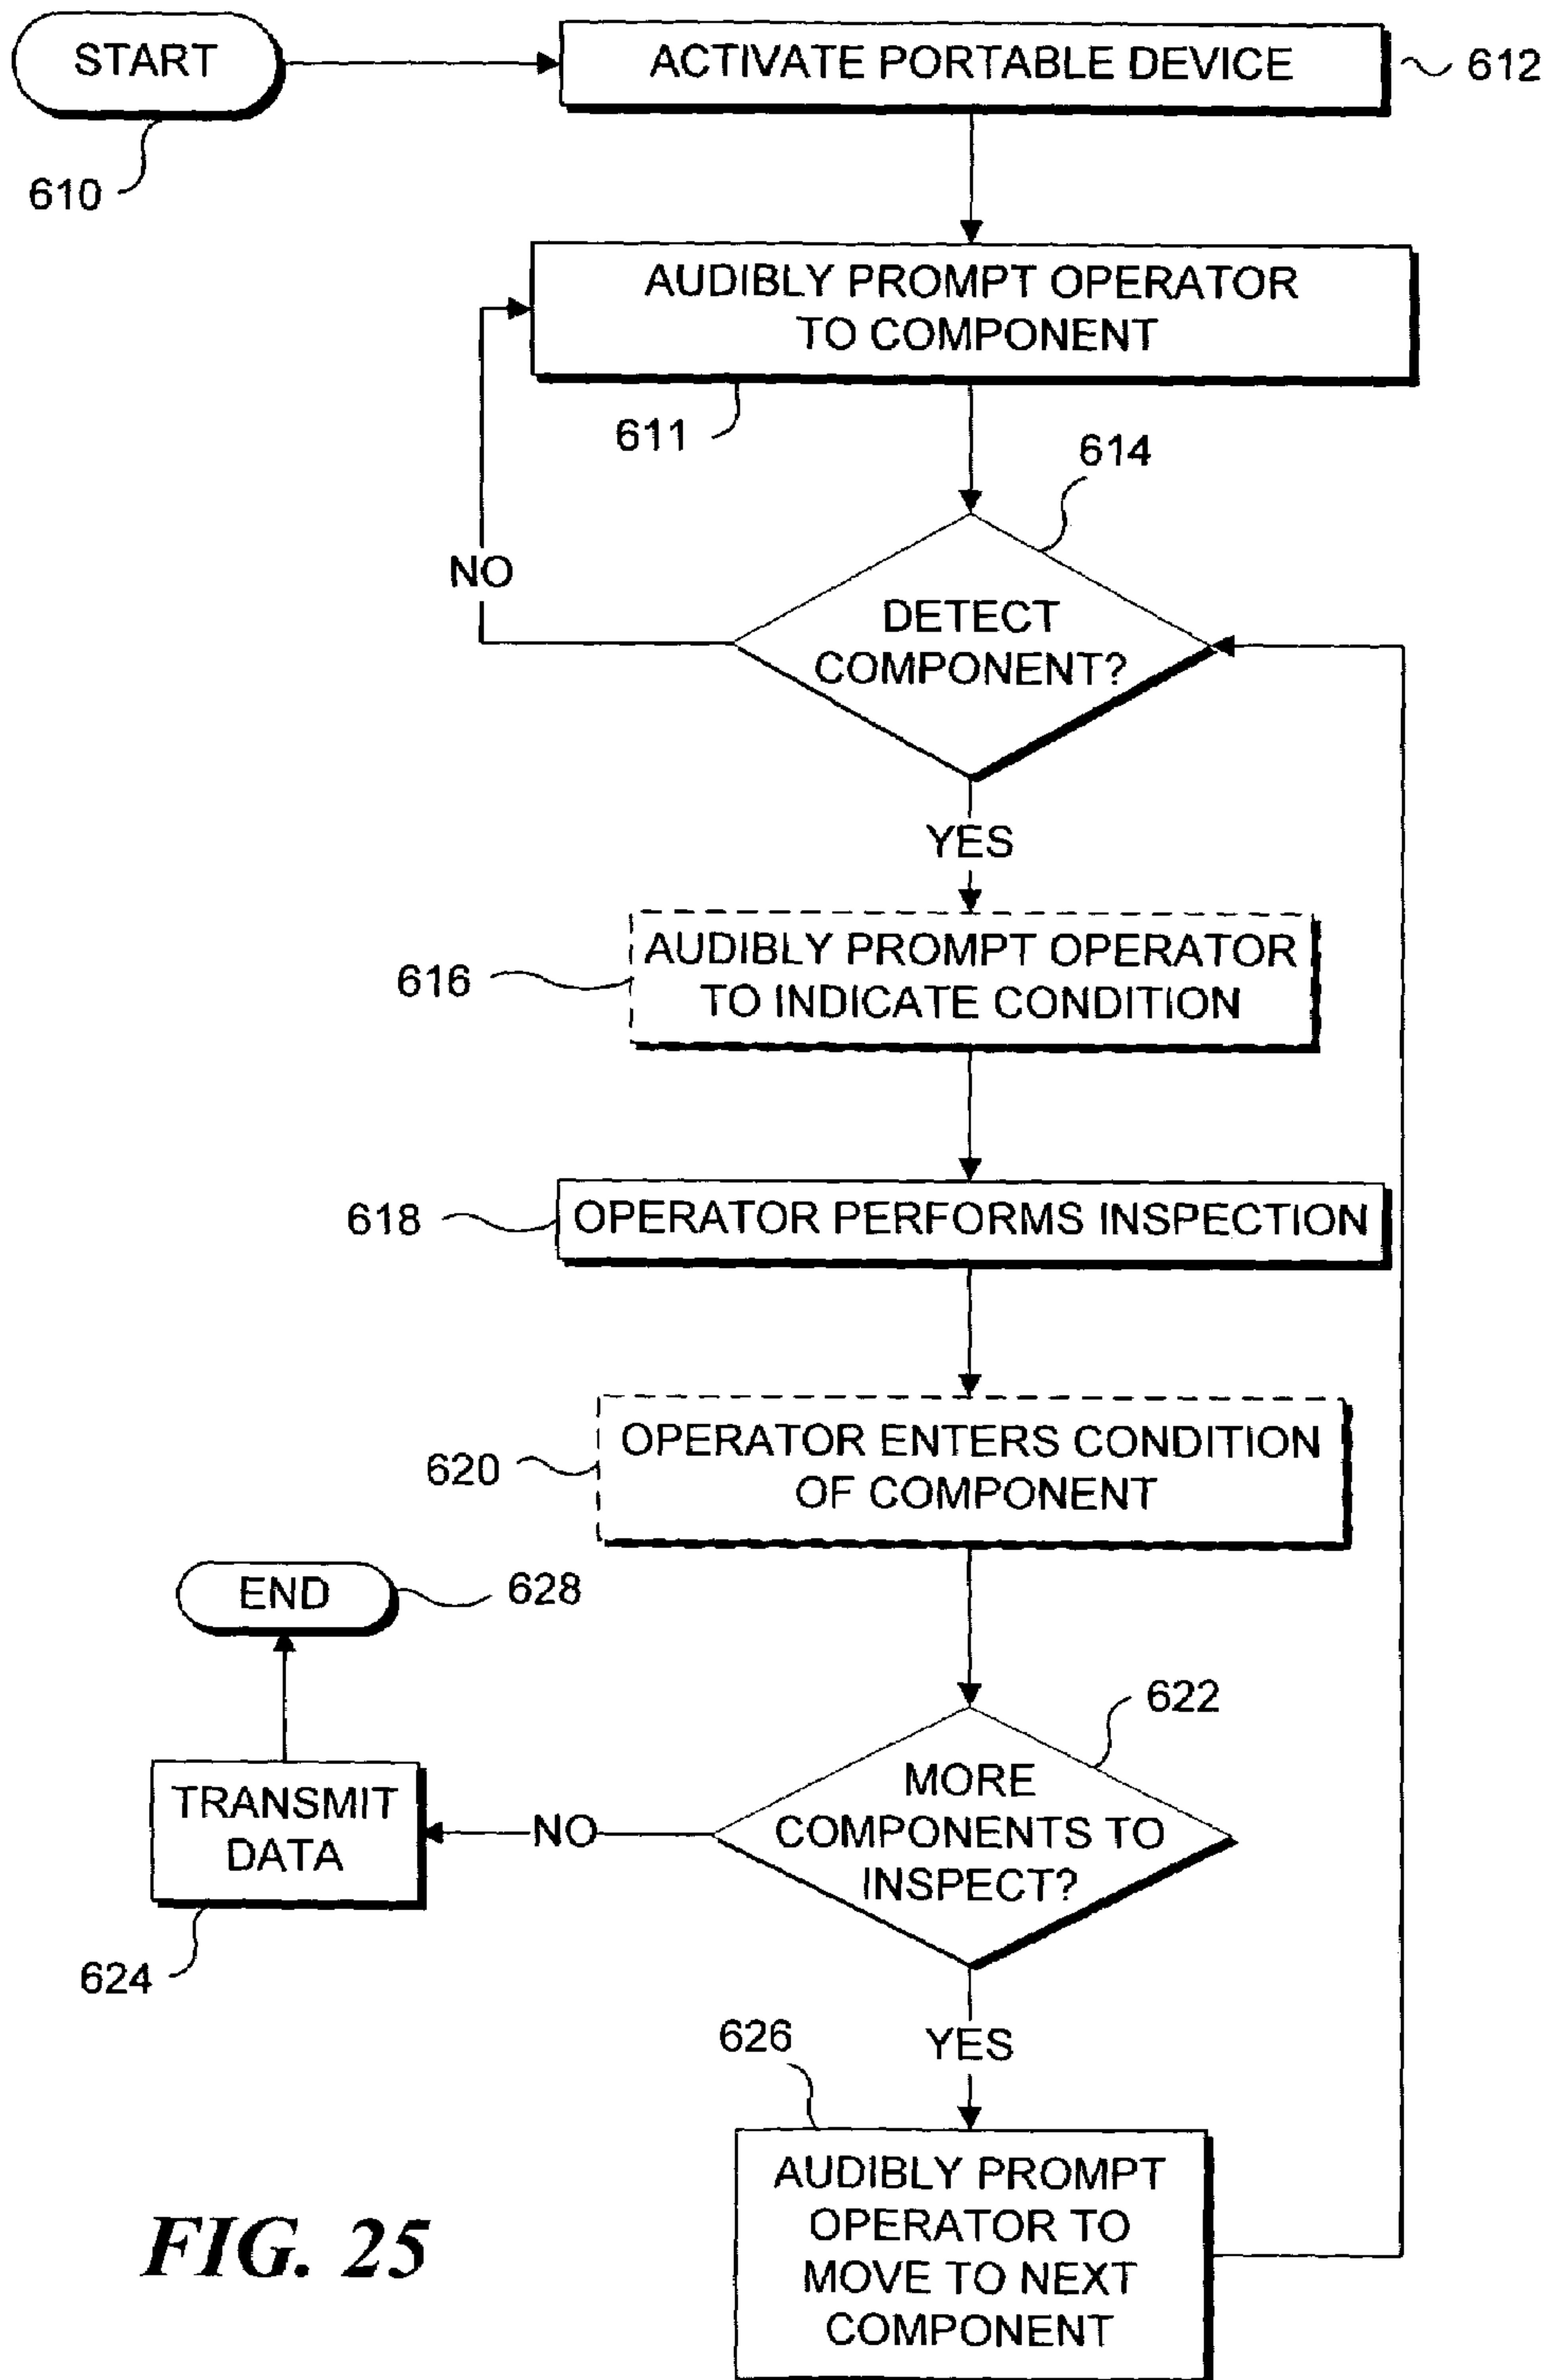 START
ACTIVATE PORTABLE DEVICE
612
610
AUDIBLY PROMPT OPERATOR
TO COMPONENT
611
614
NO
DETECT
COMPONENT?
YES
AUDIBLY PROMPT OPERATOR
TO INDICATE CONDITION
616
OPERATOR PERFORMS INSPECTION
618
OPERATOR ENTERS CONDITION
OF COMPONENT
620
END
628
622
MORE
COMPONENTS TO
INSPECT?
NO
TRANSMIT
DATA
624
YES
626
AUDIBLY PROMPT
OPERATOR TO
MOVE TO NEXT
COMPONENT
FIG. 25